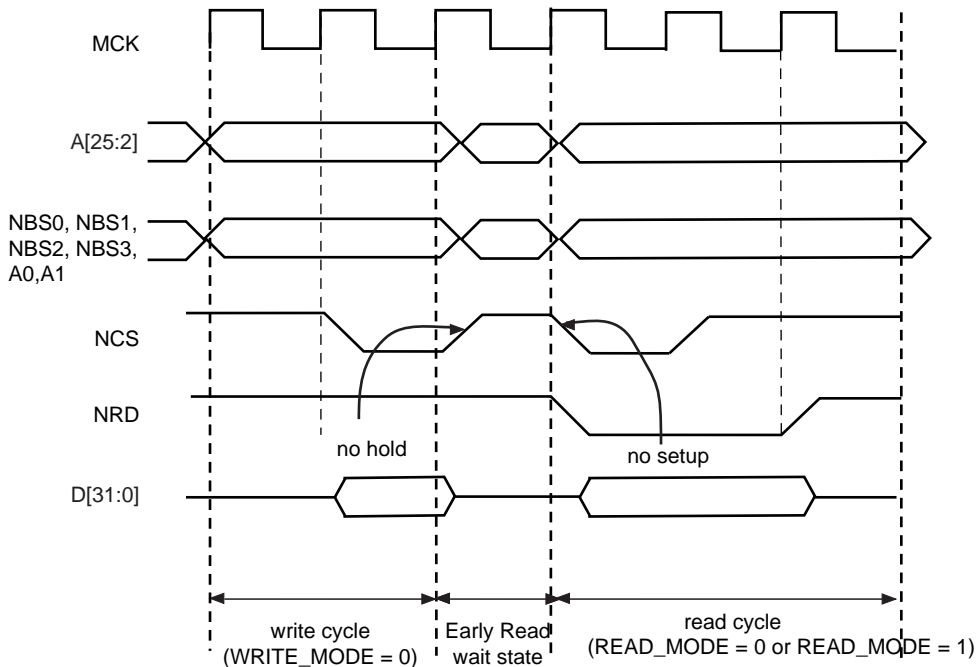 MCK
A[25:2]
NBS0, NBS1,
NBS2, NBS3,
A0,A1
NCS
NRD
no hold
no setup
D[31:0]
write cycle
(WRITE_MODE = 0)
Early Read
wait state
read cycle
(READ_MODE = 0 or READ_MODE = 1)